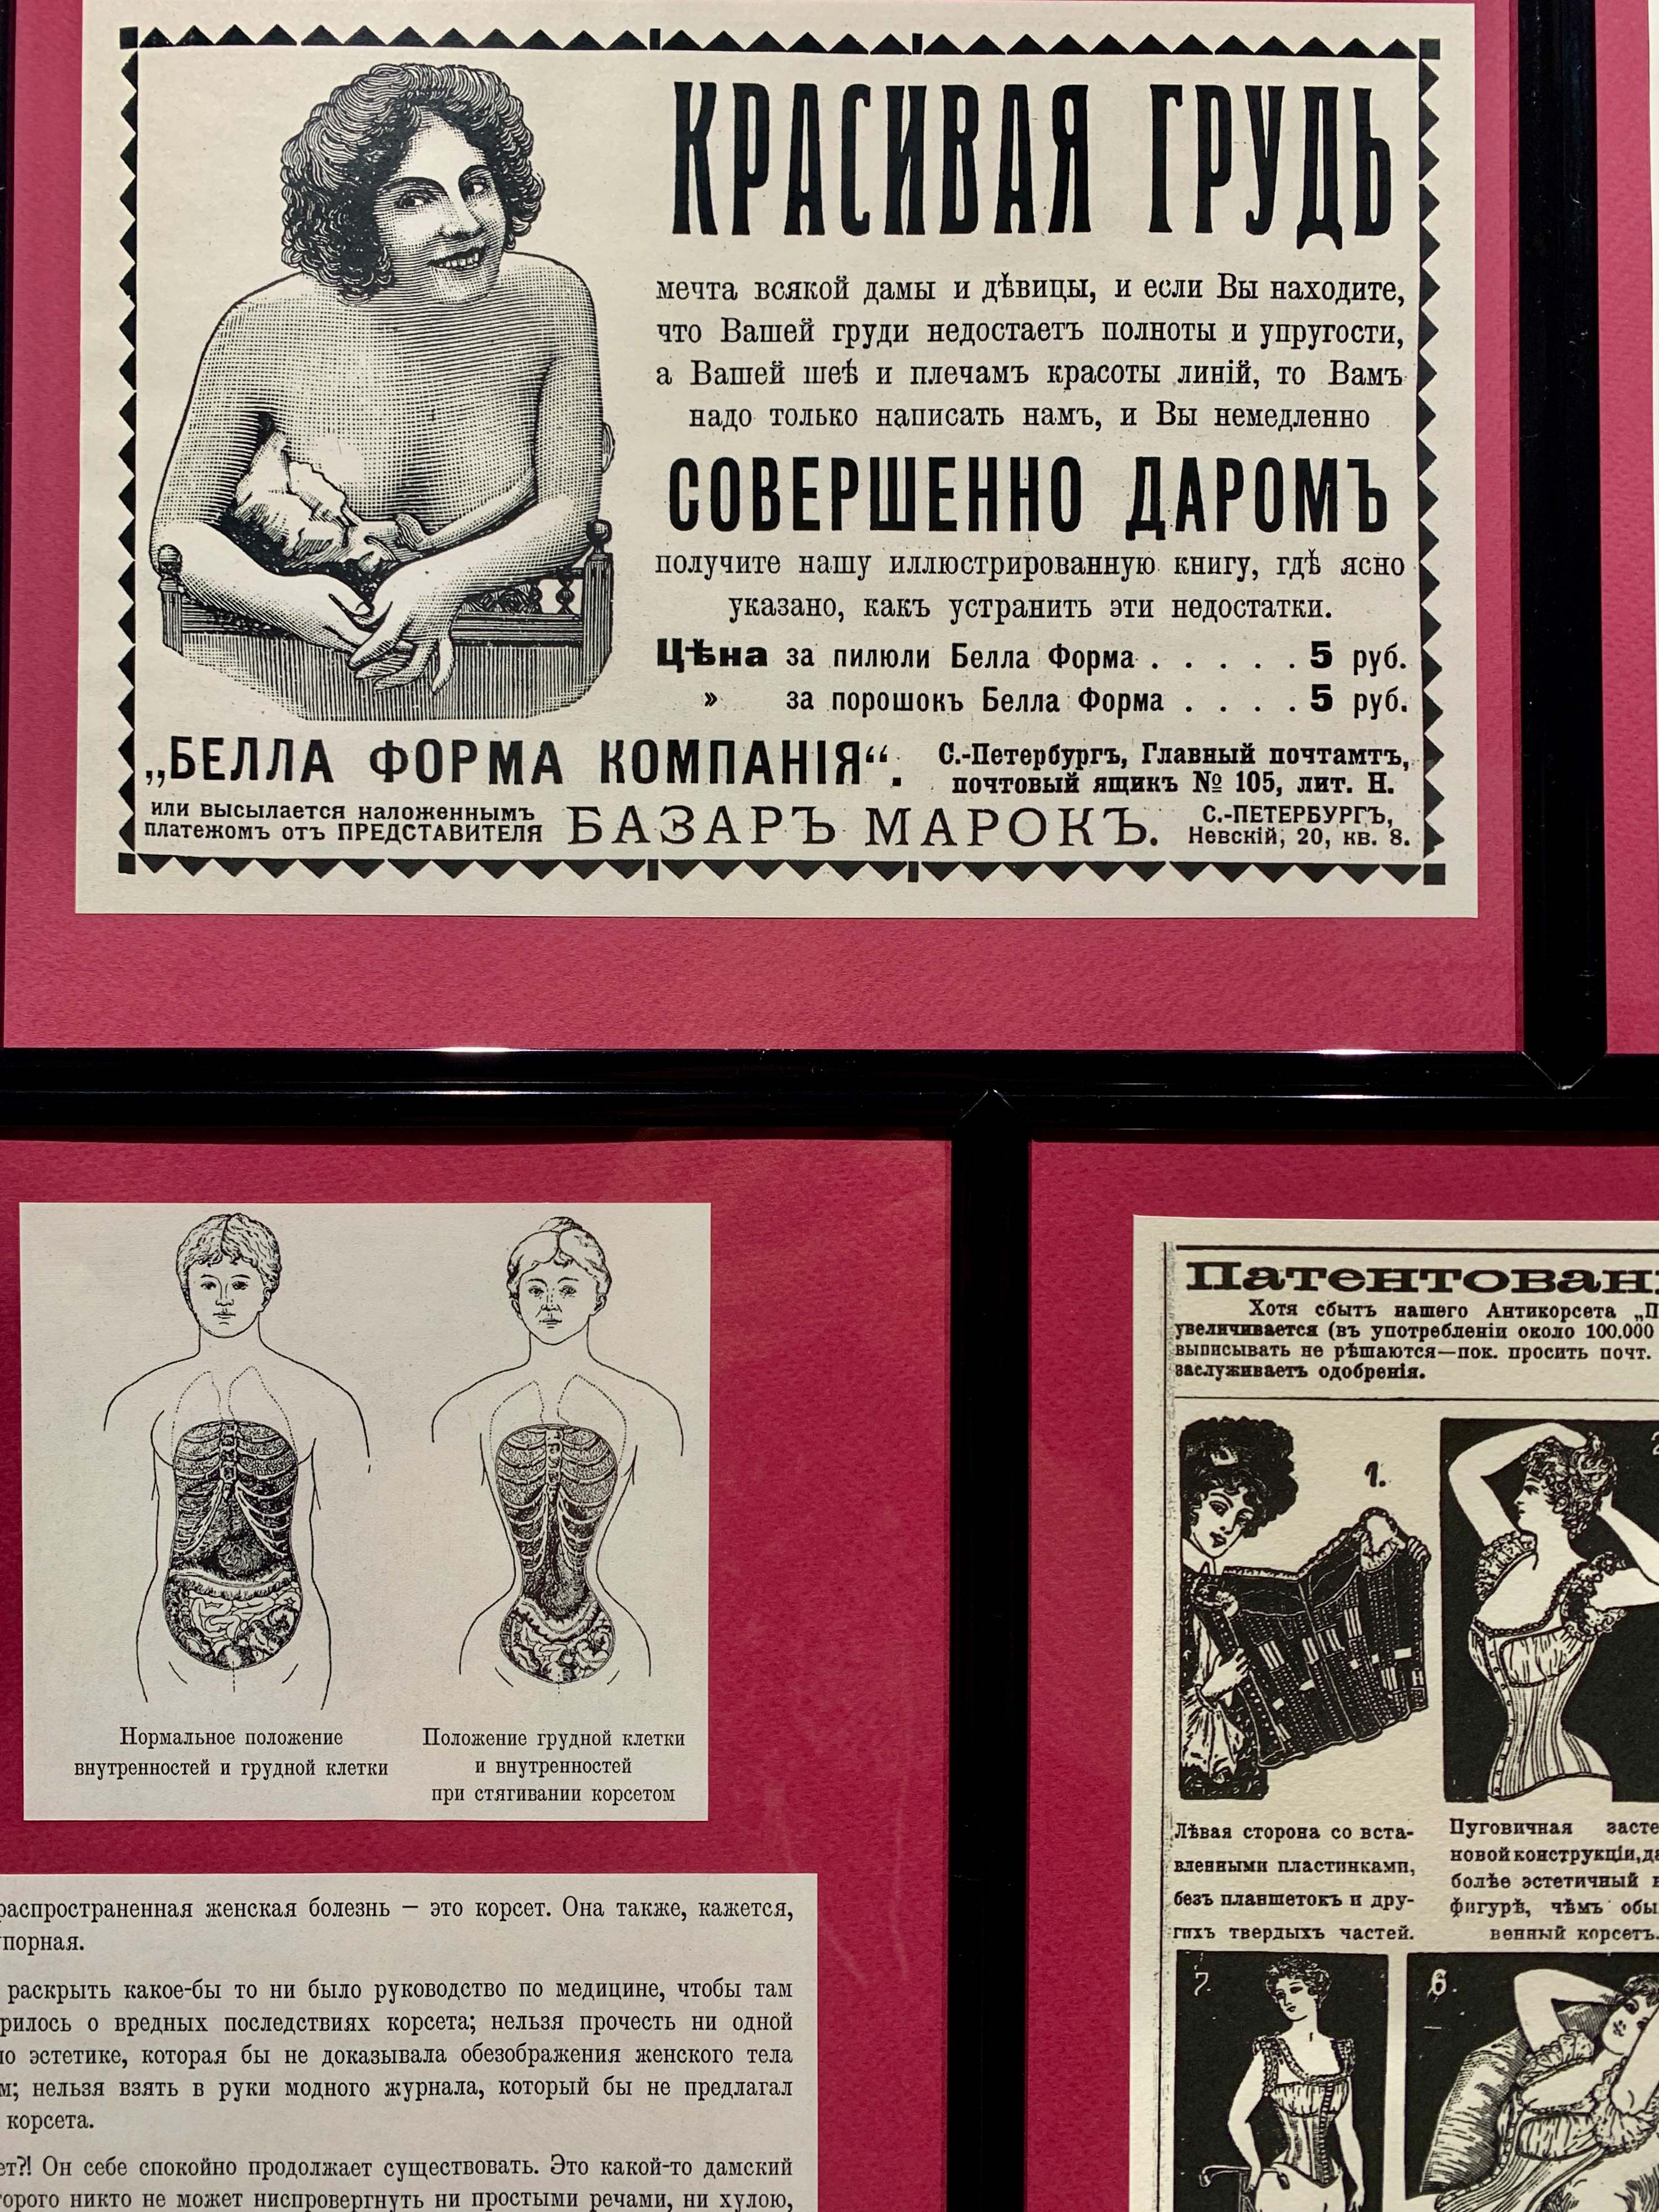 КРАСИВАЯ ГРУДЬ
мечта всякой дамы и дѣвицы, и если Вы находите,
что Вашей груди недостаетъ полноты и упругости,
а Вашей шеѣ и плечамъ красоты линій, то Вамъ
надо только написать намъ, и Вы немедленно
СОВЕРШЕННО ДАРОМЪ
получите нашу иллюстрированную книгу, гдѣ ясно
указано, какъ устранить эти недостатки.
Цѣна за пилюли Белла Форма . . . . . 5 руб.
» за порошокъ Белла Форма . . . . 5 руб.
„БЕЛЛА ФОРМА КОМПАНІЯ“. С.-Петербургъ, Главный почтамтъ,
почтовый ящикъ № 105, лит. Н.
или высылается наложеннымъ
платежомъ отъ ПРЕДСТАВИТЕЛЯ БАЗАРЪ МАРОКЪ. С.-ПЕТЕРБУРГЪ,
Невскій, 20, кв. 8.
Нормальное положение
внутренностей и грудной клетки
Положение грудной клетки
и внутренностей
при стягивании корсетом
распространенная женская болезнь – это корсет. Она также, кажется,
упорная.
раскрыть какое-бы то ни было руководство по медицине, чтобы там
рилось о вредных последствиях корсета; нельзя прочесть ни одной
по эстетике, которая бы не доказывала обезображения женского тела
м; нельзя взять в руки модного журнала, который бы не предлагал
корсета.
ет?! Он себе спокойно продолжает существовать. Это какой-то дамский
торого никто не может ниспровергнуть ни простыми речами, ни хулою,
Патентован
Хотя сбытъ нашего Антикорсета „П
увеличивается (въ употребленіи около 100.000
выписывать не рѣшаются—пок. просить почт.
заслуживаетъ одобренія.
1.
2
Лѣвая сторона со вста-
вленными пластинками,
безъ планшетокъ и дру-
гихъ твердыхъ частей.
Пуговичная засте
новой конструкціи, да
болѣе эстетичный в
фигурѣ, чѣмъ обы
венный корсетъ.
7.
6.